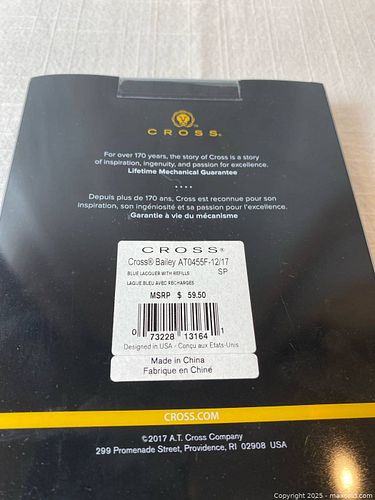 CROSS®
For over 170 years, the story of Cross is a story
of inspiration, ingenuity, and passion for excellence.
Lifetime Mechanical Guarantee
....
Depuis plus de 170 ans, Cross est reconnue pour son
inspiration, son ingéniosité et sa passion pour l'excellence.
Garantie à vie du mécanisme
CROSS®
Cross® Bailey AT0455F-12/17
BLUE LACQUER WITH REFILLS SP
LAQUE BLEU AVEC RECHARGES
MSRP $ 59.50
0 73228 13164 1
Designed in USA - Conçu aux Etats-Unis
Made in China
Fabriqué en Chine
CROSS.COM
©2017 A.T. Cross Company
299 Promenade Street, Providence, RI 02908 USA
Photo © 2025 - maxsold.com